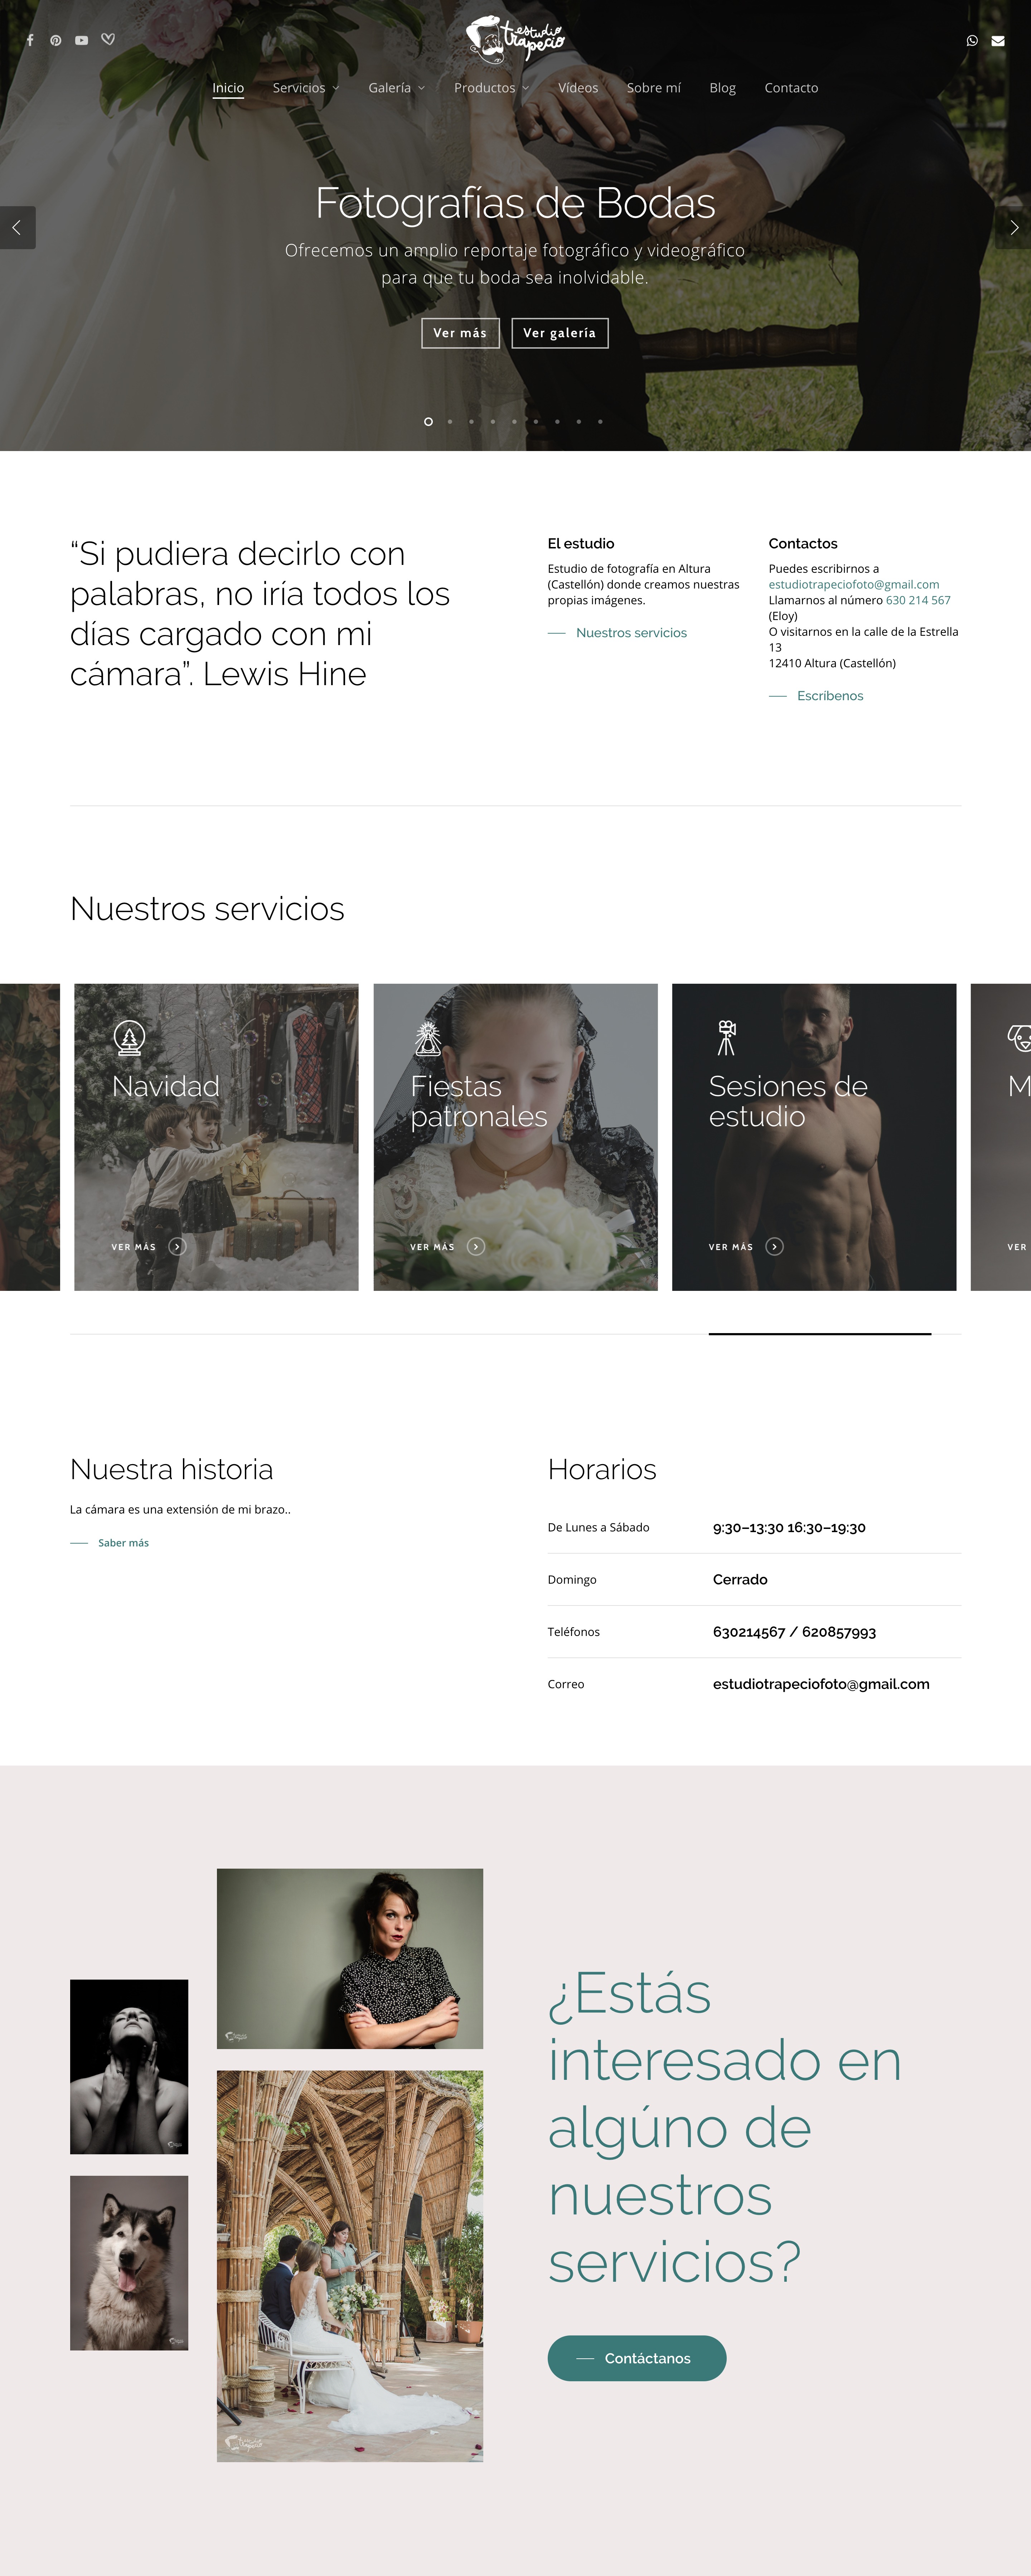 estudio
trapecio
Inicio Servicios Galería Productos Vídeos Sobre mí Blog Contacto
Fotografías de Bodas
Ofrecemos un amplio reportaje fotográfico y videográfico
para que tu boda sea inolvidable.
Ver más Ver galería
“Si pudiera decirlo con
palabras, no iría todos los
días cargado con mi
cámara”. Lewis Hine
El estudio
Estudio de fotografía en Altura
(Castellón) donde creamos nuestras
propias imágenes.
Nuestros servicios
Contactos
Puedes escribirnos a
estudiotrapeciofoto@gmail.com
Llamarnos al número 630 214 567
(Eloy)
O visitarnos en la calle de la Estrella
13
12410 Altura (Castellón)
Escríbenos
Nuestros servicios
Navidad
VER MÁS
Fiestas
patronales
VER MÁS
Sesiones de
estudio
VER MÁS
M
VER
Nuestra historia
La cámara es una extensión de mi brazo..
Saber más
Horarios
De Lunes a Sábado 9:30–13:30 16:30–19:30
Domingo Cerrado
Teléfonos 630214567 / 620857993
Correo estudiotrapeciofoto@gmail.com
¿Estás
interesado en
algúno de
nuestros
servicios?
Contáctanos
estudio
trapecio